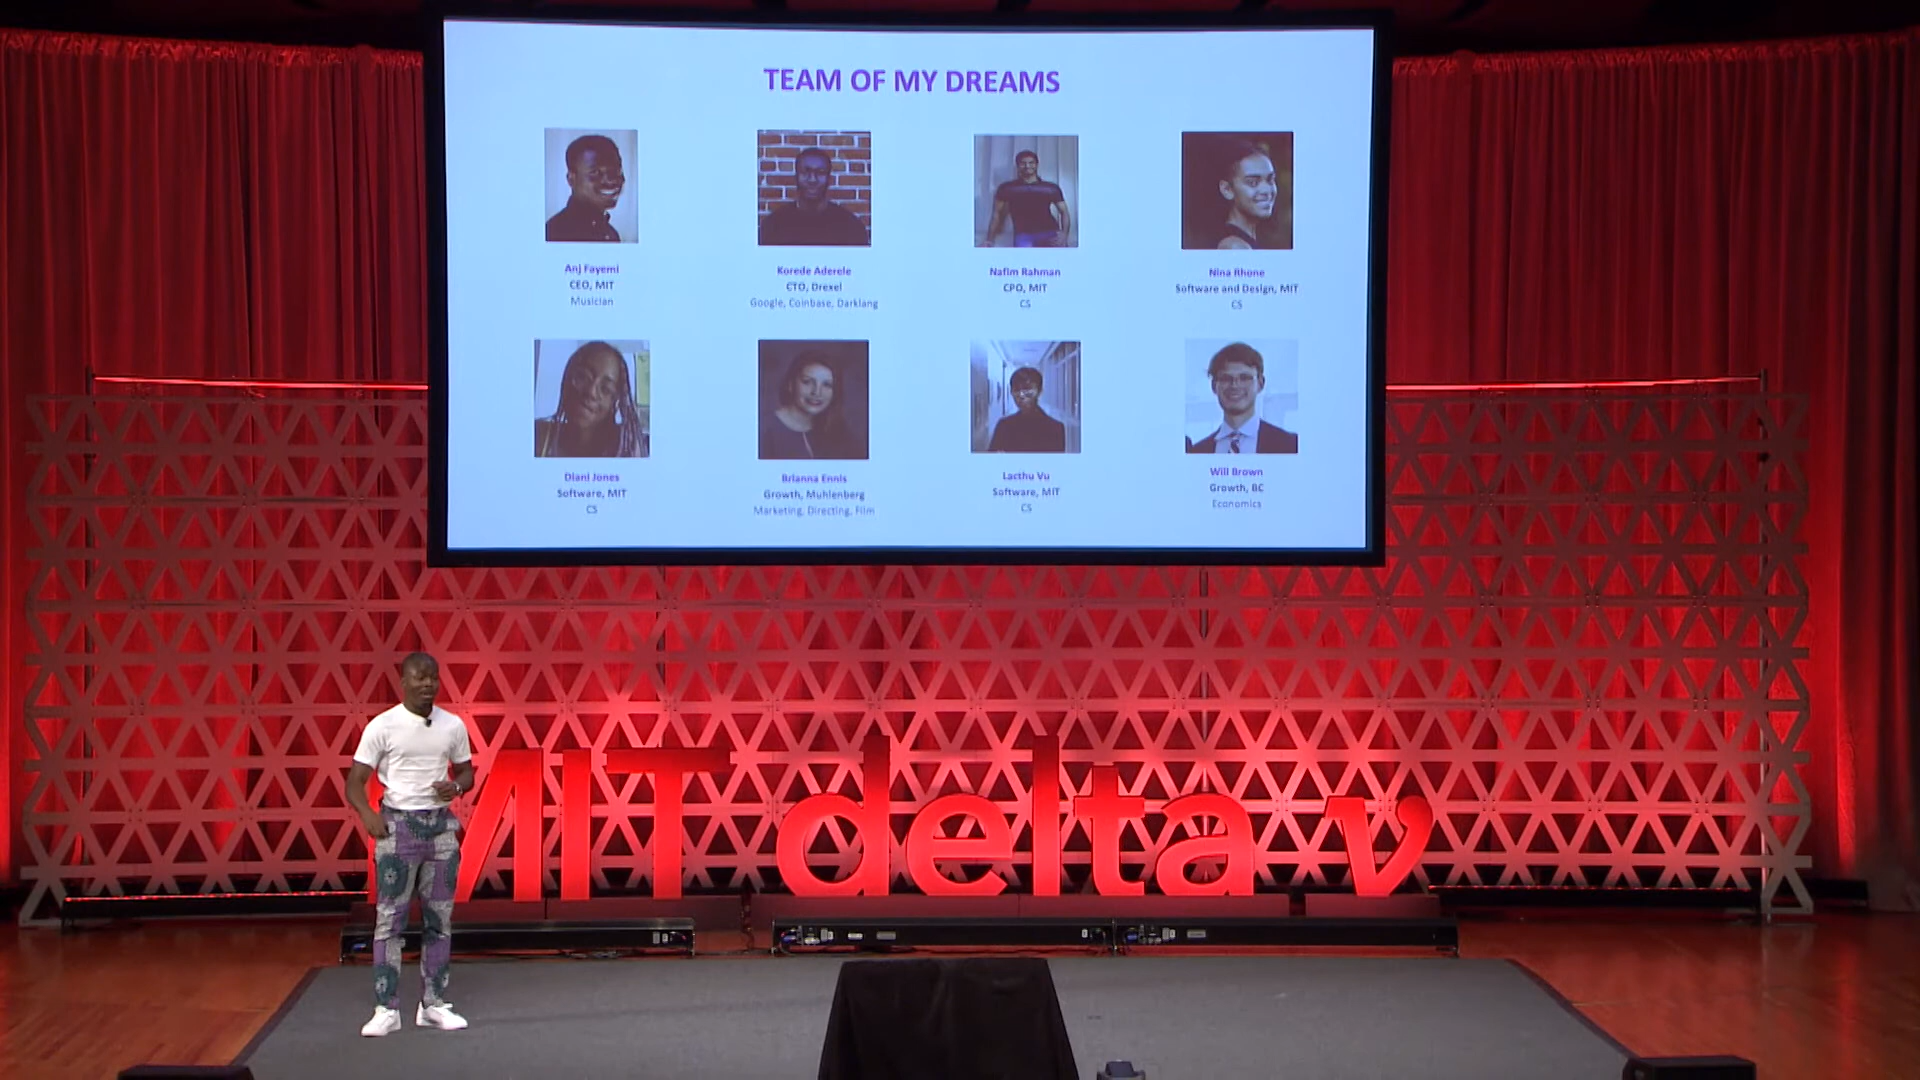 TEAM OF MY DREAMS
Anj Fayemi
CEO, MIT
Musician
Korede Aderele
CTO, Drexel
Google, Coinbase, Darklang
Nafim Rahman
CPO, MIT
CS
Nina Rhone
Software and Design, MIT
CS
Diani Jones
Software, MIT
CS
Brianna Ennis
Growth, Muhlenberg
Marketing, Directing, Film
Lacthu Vu
Software, MIT
CS
Will Brown
Growth, BC
Economics
MIT delta v